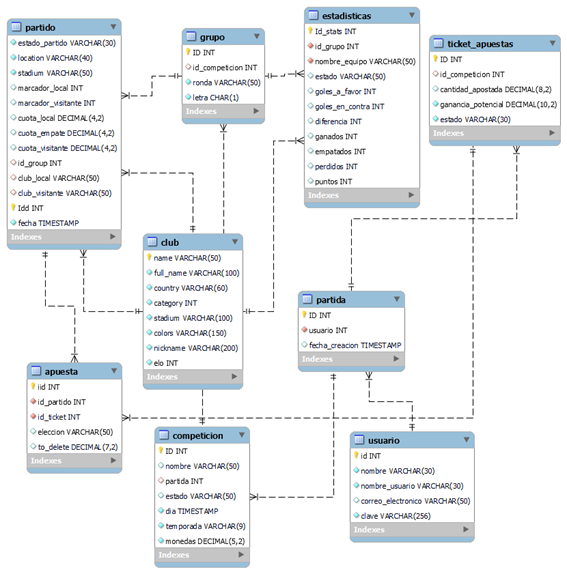 partido
estado_partido VARCHAR(30)
location VARCHAR(40)
stadium VARCHAR(50)
marcador_local INT
marcador_visitante INT
cuota_local DECIMAL(4,2)
cuota_empate DECIMAL(4,2)
cuota_visitante DECIMAL(4,2)
id_group INT
club_local VARCHAR(50)
club_visitante VARCHAR(50)
Idd INT
fecha TIMESTAMP
Indexes
grupo
ID INT
id_competicion INT
ronda VARCHAR(50)
letra CHAR(1)
Indexes
estadisticas
Id_stats INT
id_grupo INT
nombre_equipo VARCHAR(50)
estado VARCHAR(50)
goles_a_favor INT
goles_en_contra INT
diferencia INT
ganados INT
empatados INT
perdidos INT
puntos INT
Indexes
ticket_apuestas
ID INT
id_competicion INT
cantidad_apostada DECIMAL(8,2)
ganancia_potencial DECIMAL(10,2)
estado VARCHAR(30)
Indexes
club
name VARCHAR(50)
full_name VARCHAR(100)
country VARCHAR(60)
category INT
stadium VARCHAR(100)
colors VARCHAR(150)
nickname VARCHAR(200)
elo INT
Indexes
partida
ID INT
usuario INT
fecha_creacion TIMESTAMP
Indexes
apuesta
iid INT
id_partido INT
id_ticket INT
eleccion VARCHAR(50)
to_delete DECIMAL(7,2)
Indexes
competicion
ID INT
nombre VARCHAR(50)
partida INT
estado VARCHAR(50)
dia TIMESTAMP
temporada VARCHAR(9)
monedas DECIMAL(5,2)
Indexes
usuario
id INT
nombre VARCHAR(30)
nombre_usuario VARCHAR(30)
correo_electronico VARCHAR(50)
clave VARCHAR(256)
Indexes